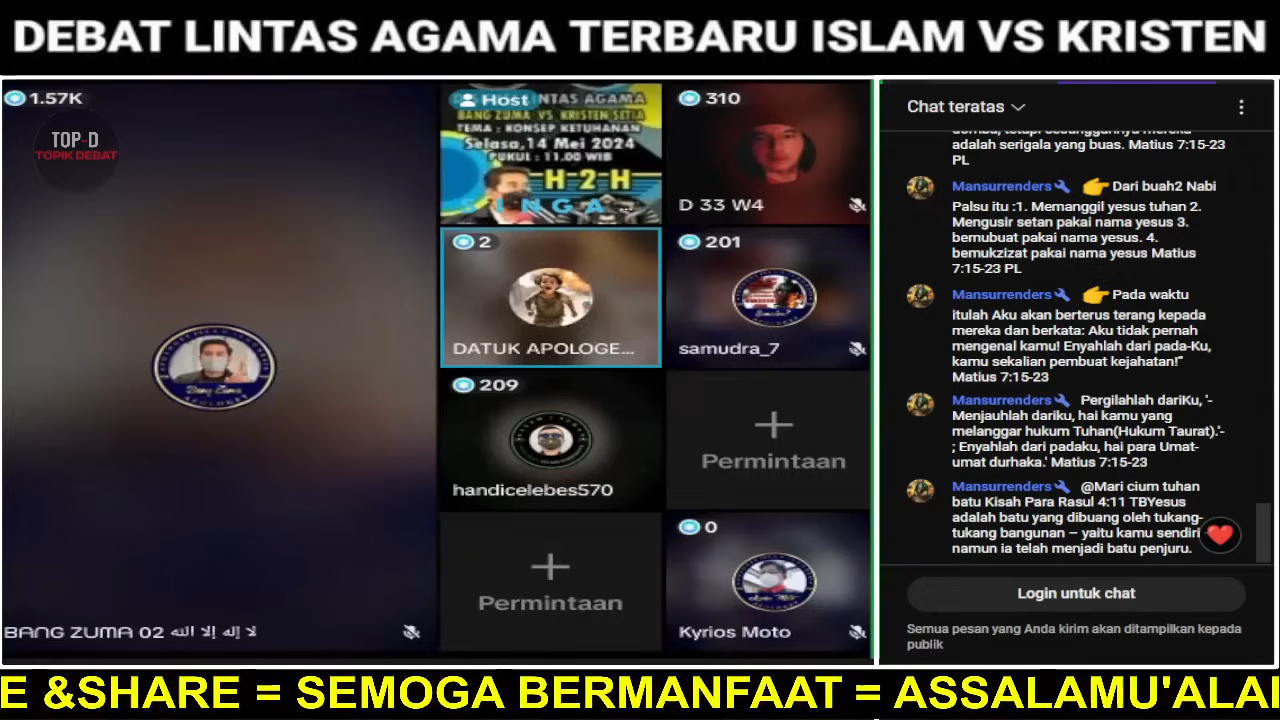 DEBAT LINTAS AGAMA TERBARU ISLAM VS KRISTEN
1.57K
TOP-D
TOPIK DEBAT
BANG ZUMA 02 لا إله إلا الله
Host
NTAS AGAMA
BANG ZUMA VS. KRISTEN SETIA
TEMA : KONSEP KETUHANAN
Selasa,14 Mei 2024
PUKUL : 11.00 WIB
H 2 H
310
D 33 W4
2
DATUK APOLOGE...
201
samudra_7
209
handicelebes570
+
Permintaan
+
Permintaan
0
Kyrios Moto
Chat teratas
adalah serigala yang buas. Matius 7:15-23
PL
Mansurrenders 👉 Dari buah2 Nabi
Palsu itu :1. Memanggil yesus tuhan 2.
Mengusir setan pakai nama yesus 3.
bernubuat pakai nama yesus. 4.
bemukzizat pakai nama yesus Matius
7:15-23 PL
Mansurrenders 👉 Pada waktu
itulah Aku akan berterus terang kepada
mereka dan berkata: Aku tidak pernah
mengenal kamu! Enyahlah dari pada-Ku,
kamu sekalian pembuat kejahatan!"
Matius 7:15-23
Mansurrenders Pergilahlah dariKu, '-
Menjauhlah dariku, hai kamu yang
melanggar hukum Tuhan(Hukum Taurat).'-
; Enyahlah dari padaku, hai para Umat-
umat durhaka.' Matius 7:15-23
Mansurrenders @Mari cium tuhan
batu Kisah Para Rasul 4:11 TBYesus
adalah batu yang dibuang oleh tukang-
tukang bangunan – yaitu kamu sendiri –
namun ia telah menjadi batu penjuru.
Login untuk chat
Semua pesan yang Anda kirim akan ditampilkan kepada
publik
E &SHARE = SEMOGA BERMANFAAT = ASSALAMU'ALAI